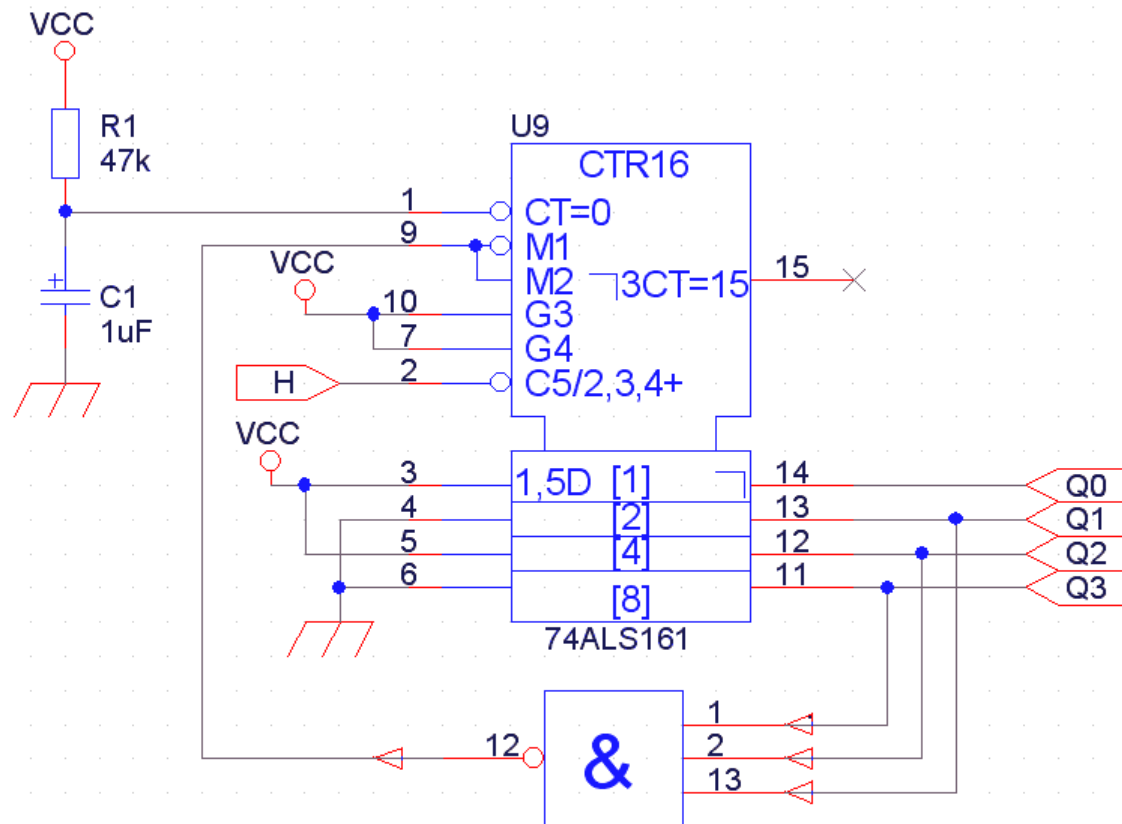 VCC
R1
47k
C1
1uF
+
U9
CTR16
1
CT=0
9
M1
VCC
M2
3CT=15
15
10
G3
7
G4
H
2
C5/2,3,4+
VCC
3
1,5D
[1]
14
Q0
4
[2]
13
Q1
5
[4]
12
Q2
6
[8]
11
Q3
74ALS161
12
&
1
2
13